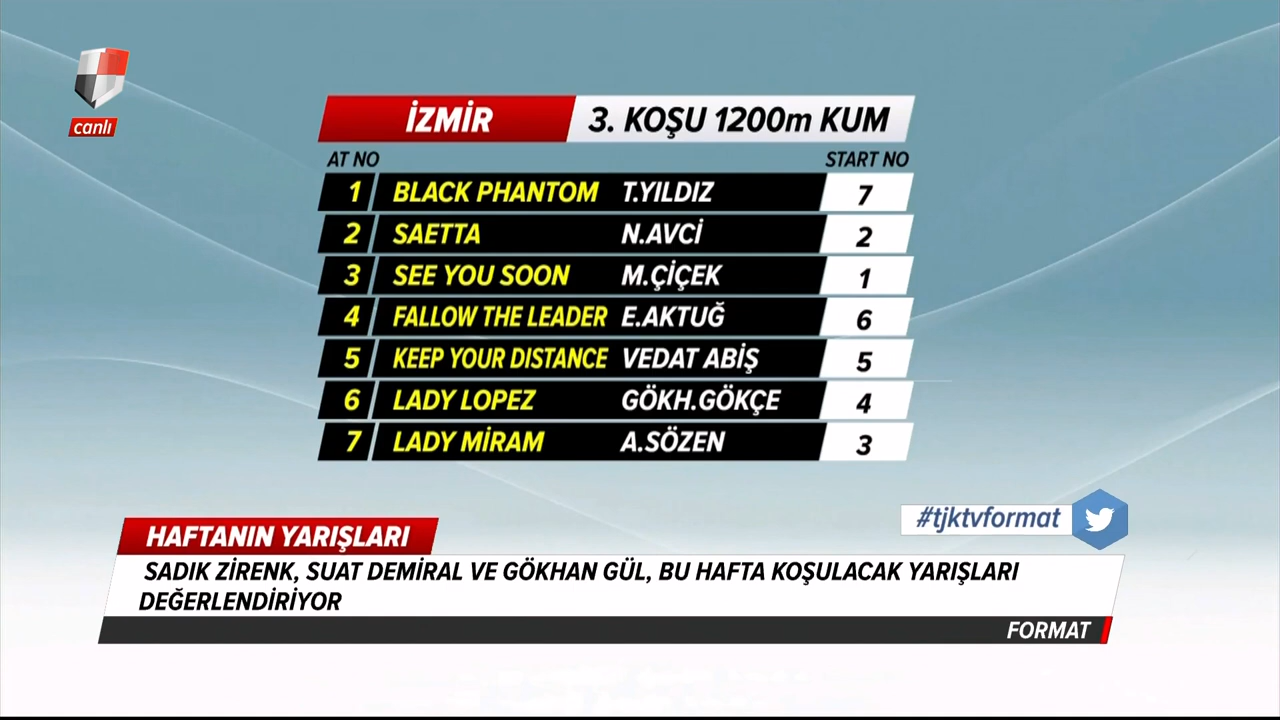 canlı
İZMİR 3. KOŞU 1200m KUM
AT NO START NO
1 BLACK PHANTOM T.YILDIZ 7
2 SAETTA N.AVCİ 2
3 SEE YOU SOON M.ÇİÇEK 1
4 FALLOW THE LEADER E.AKTUĞ 6
5 KEEP YOUR DISTANCE VEDAT ABİŞ 5
6 LADY LOPEZ GÖKH.GÖKÇE 4
7 LADY MİRAM A.SÖZEN 3
#tjktvformat
HAFTANIN YARIŞLARI
SADIK ZİRENK, SUAT DEMİRAL VE GÖKHAN GÜL, BU HAFTA KOŞULACAK YARIŞLARI
DEĞERLENDİRİYOR
FORMAT